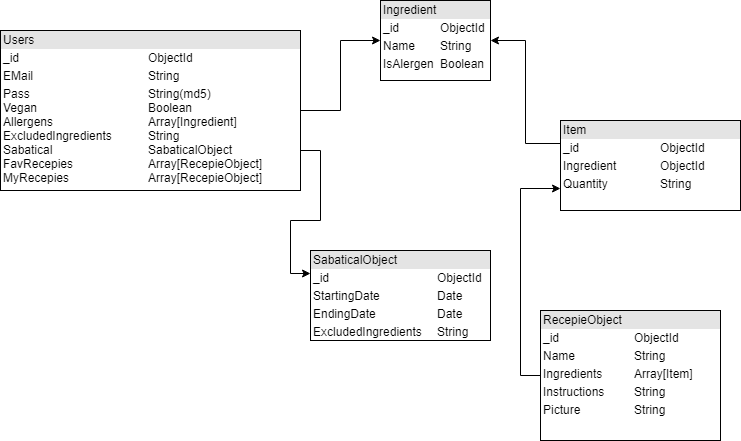 Ingredient
_id ObjectId
Name String
IsAlergen Boolean
Users
_id ObjectId
EMail String
Pass String(md5)
Vegan Boolean
Allergens Array[Ingredient]
ExcludedIngredients String
Sabatical SabaticalObject
FavRecepies Array[RecepieObject]
MyRecepies Array[RecepieObject]
Item
_id ObjectId
Ingredient ObjectId
Quantity String
SabaticalObject
_id ObjectId
StartingDate Date
EndingDate Date
ExcludedIngredients String
RecepieObject
_id ObjectId
Name String
Ingredients Array[Item]
Instructions String
Picture String